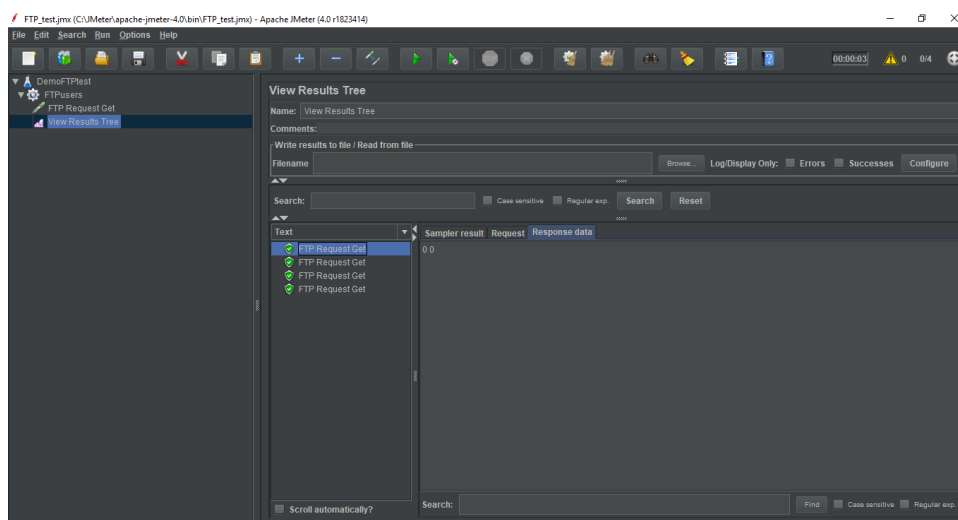 FTP_test.jmx (C:\JMeter\apache-jmeter-4.0\bin\FTP_test.jmx) - Apache JMeter (4.0 r1823414)
File Edit Search Run Options Help
00:00:03 0 0/4
DemoFTPtest
FTPusers
FTP Request Get
View Results Tree
View Results Tree
Name: View Results Tree
Comments:
Write results to file / Read from file
Filename Browse... Log/Display Only: Errors Successes Configure
Search: Case sensitive Regular exp. Search Reset
Text
Sampler result Request Response data
FTP Request Get
FTP Request Get
FTP Request Get
FTP Request Get
0 0
Scroll automatically?
Search: Find Case sensitive Regular exp.